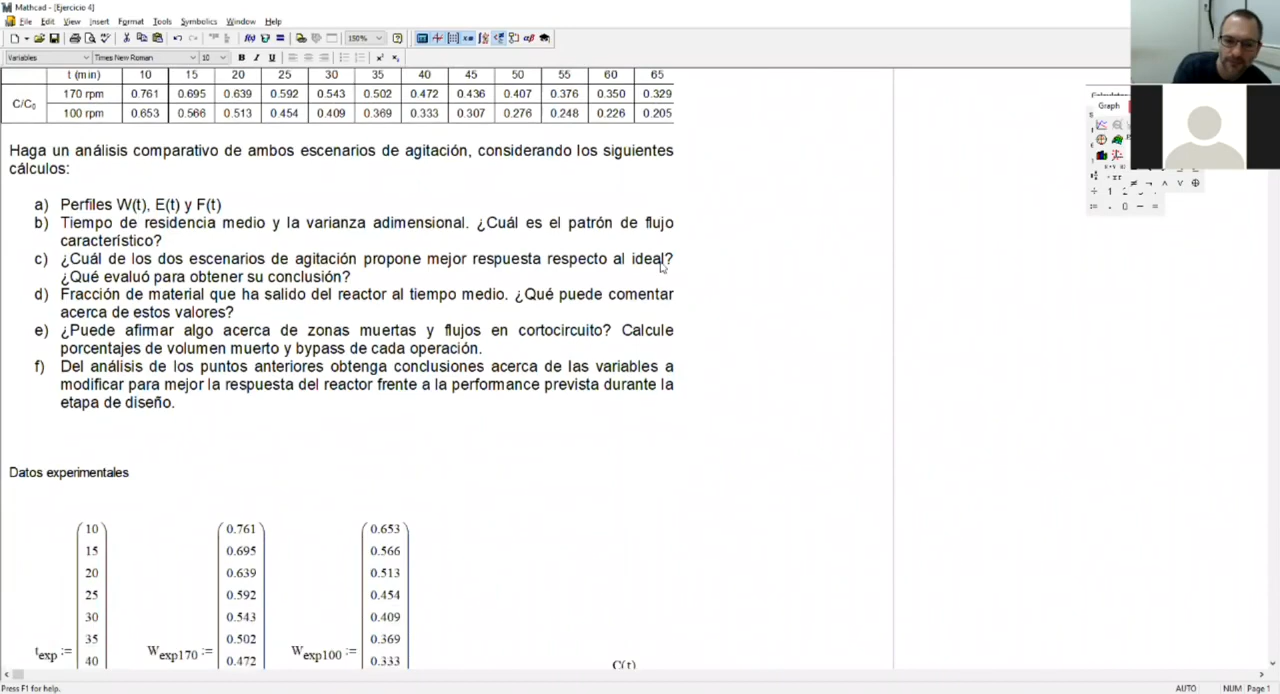 Mathcad - [Ejercicio 4]
File Edit View Insert Format Tools Symbolics Window Help
150%
Variables Times New Roman 10 B I U
t (min) 10 15 20 25 30 35 40 45 50 55 60 65
C/C0 170 rpm 0.761 0.695 0.639 0.592 0.543 0.502 0.472 0.436 0.407 0.376 0.350 0.329
100 rpm 0.653 0.566 0.513 0.454 0.409 0.369 0.333 0.307 0.276 0.248 0.226 0.205
Graph
Haga un análisis comparativo de ambos escenarios de agitación, considerando los siguientes
cálculos:
a) Perfiles W(t), E(t) y F(t)
b) Tiempo de residencia medio y la varianza adimensional. ¿Cuál es el patrón de flujo
característico?
c) ¿Cuál de los dos escenarios de agitación propone mejor respuesta respecto al ideal?
¿Qué evaluó para obtener su conclusión?
d) Fracción de material que ha salido del reactor al tiempo medio. ¿Qué puede comentar
acerca de estos valores?
e) ¿Puede afirmar algo acerca de zonas muertas y flujos en cortocircuito? Calcule
porcentajes de volumen muerto y bypass de cada operación.
f) Del análisis de los puntos anteriores obtenga conclusiones acerca de las variables a
modificar para mejor la respuesta del reactor frente a la performance prevista durante la
etapa de diseño.
Datos experimentales
10 0.761 0.653
15 0.695 0.566
20 0.639 0.513
25 0.592 0.454
30 0.543 0.409
35 0.502 0.369
texp := Wexp170 := Wexp100 :=
40 0.472 0.333
C(t)
Press F1 for help. AUTO NUM Page 1